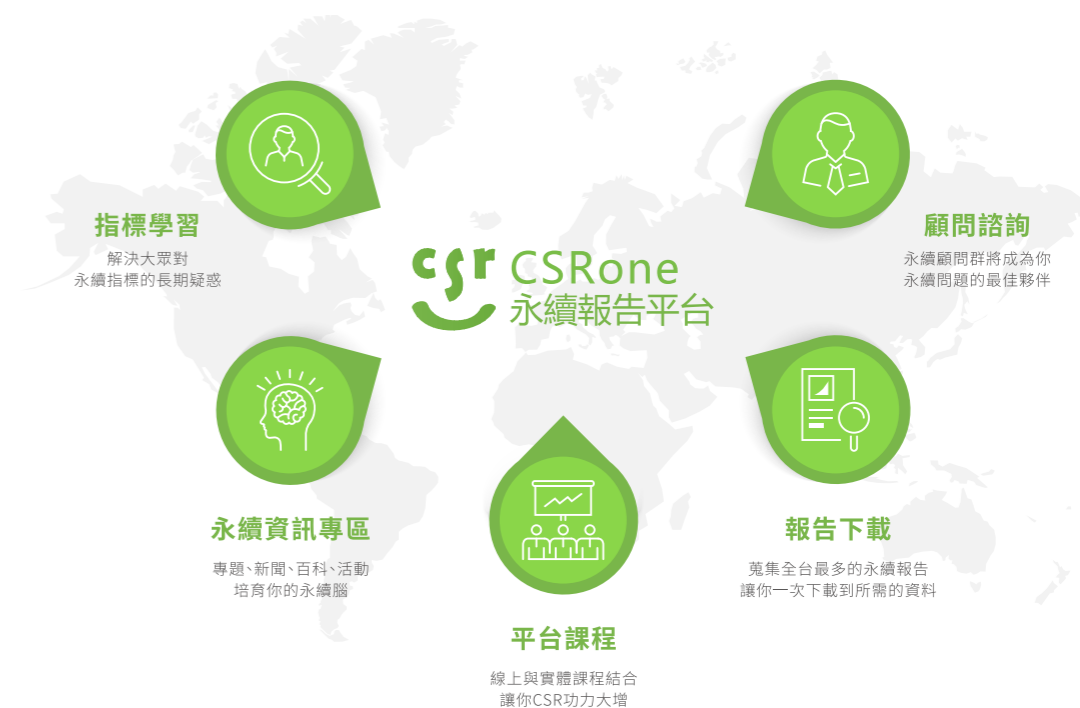 指標學習
解決大眾對
永續指標的長期疑惑
顧問諮詢
永續顧問群將成為你
永續問題的最佳夥伴
csr CSRone
永續報告平台
永續資訊專區
專題、新聞、百科、活動
培育你的永續腦
報告下載
蒐集全台最多的永續報告
讓你一次下載到所需的資料
平台課程
線上與實體課程結合
讓你CSR功力大增